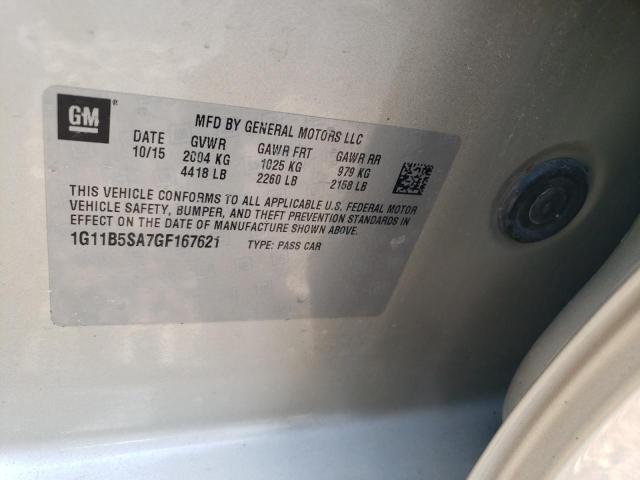 GM ®
MFD BY GENERAL MOTORS LLC
DATE GVWR GAWR FRT GAWR RR
10/15 2004 KG 1025 KG 979 KG
4418 LB 2260 LB 2158 LB
THIS VEHICLE CONFORMS TO ALL APPLICABLE U.S. FEDERAL MOTOR
VEHICLE SAFETY, BUMPER, AND THEFT PREVENTION STANDARDS IN
EFFECT ON THE DATE OF MANUFACTURE SHOWN ABOVE.
1G11B5SA7GF167621 TYPE: PASS CAR